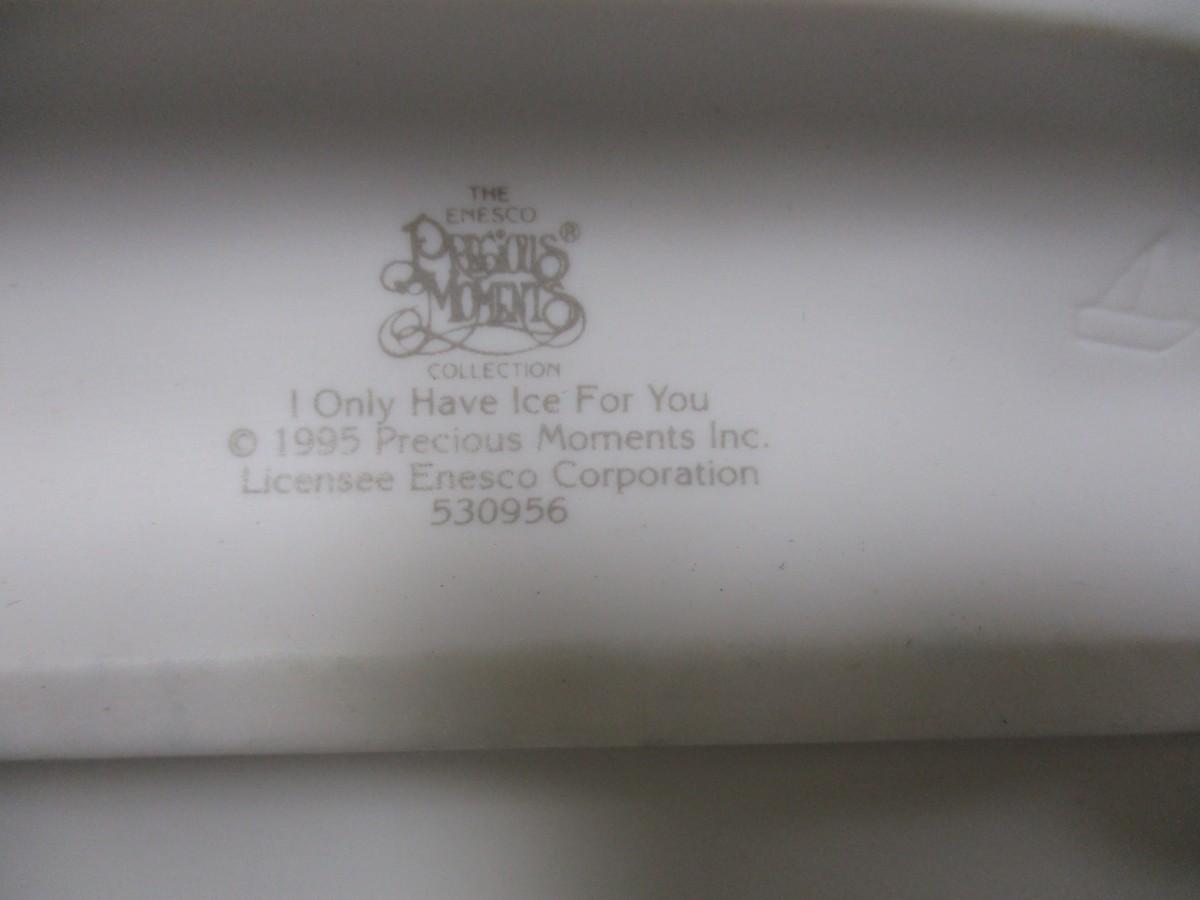 THE
ENESCO
PRECIOUS®
MOMENTS
COLLECTION
I Only Have Ice For You
© 1995 Precious Moments Inc.
Licensee Enesco Corporation
530956